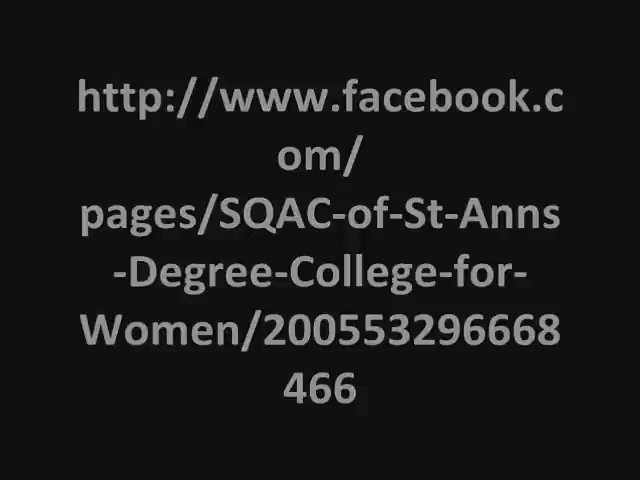 http://www.facebook.c
om/
pages/SQAC-of-St-Anns
-Degree-College-for-
Women/200553296668
466